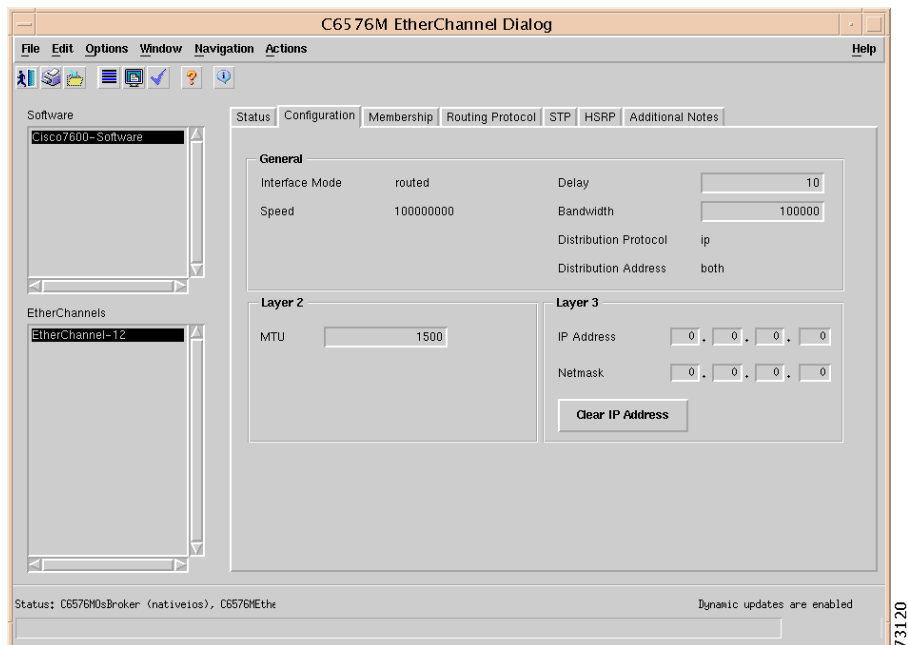 C6576M EtherChannel Dialog
File Edit Options Window Navigation Actions Help
Software
Cisco7600-Software
EtherChannels
EtherChannel-12
Status Configuration Membership Routing Protocol STP HSRP Additional Notes
General
Interface Mode routed Delay 10
Speed 100000000 Bandwidth 100000
Distribution Protocol ip
Distribution Address both
Layer 2
MTU 1500
Layer 3
IP Address 0 . 0 . 0 . 0
Netmask 0 . 0 . 0 . 0
Clear IP Address
Status: C6576MOsBroker (nativeios), C6576MEthe Dynamic updates are enabled
73120